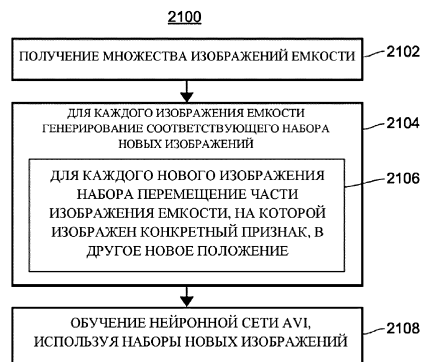 2100
ПОЛУЧЕНИЕ МНОЖЕСТВА ИЗОБРАЖЕНИЙ ЕМКОСТИ
2102
ДЛЯ КАЖДОГО ИЗОБРАЖЕНИЯ ЕМКОСТИ
ГЕНЕРИРОВАНИЕ СООТВЕТСТВУЮЩЕГО НАБОРА
НОВЫХ ИЗОБРАЖЕНИЙ
2104
ДЛЯ КАЖДОГО НОВОГО ИЗОБРАЖЕНИЯ
НАБОРА ПЕРЕМЕЩЕНИЕ ЧАСТИ
ИЗОБРАЖЕНИЯ ЕМКОСТИ, НА КОТОРОЙ
ИЗОБРАЖЕН КОНКРЕТНЫЙ ПРИЗНАК, В
ДРУГОЕ НОВОЕ ПОЛОЖЕНИЕ
2106
ОБУЧЕНИЕ НЕЙРОННОЙ СЕТИ AVI,
ИСПОЛЬЗУЯ НАБОРЫ НОВЫХ ИЗОБРАЖЕНИЙ
2108